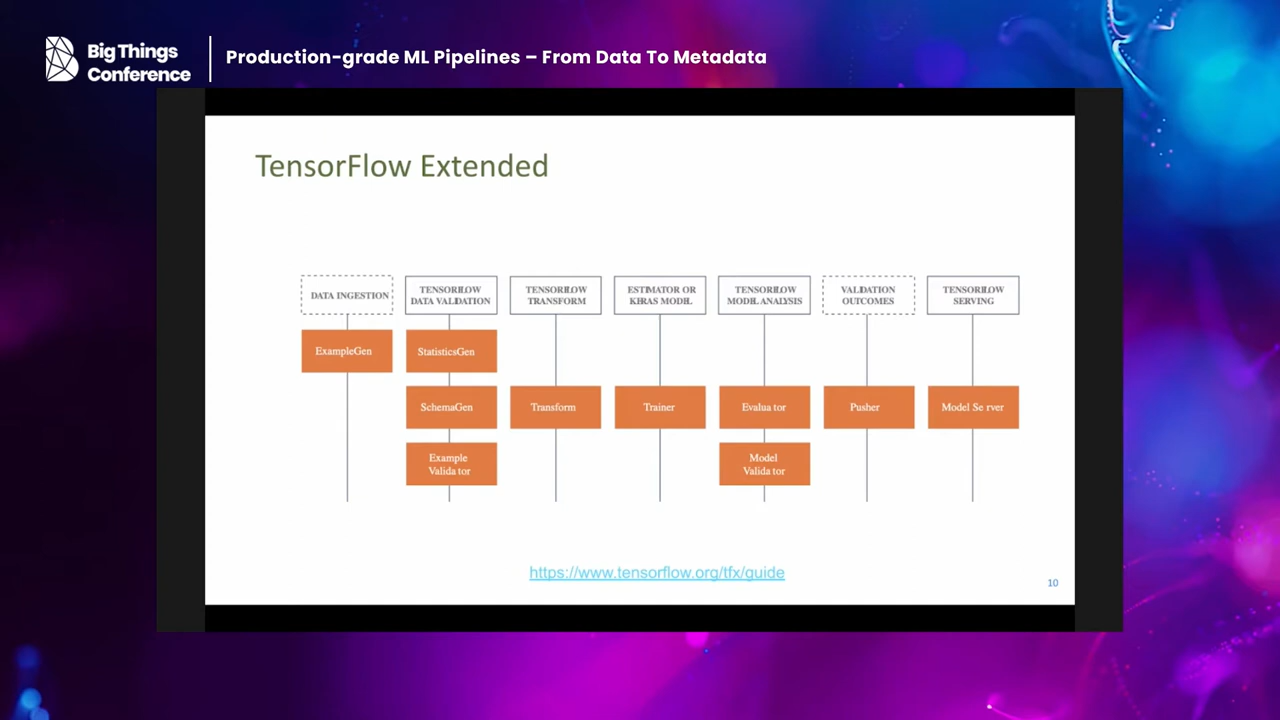 Big Things
Conference
Production-grade ML Pipelines – From Data To Metadata
TensorFlow Extended
DATA INGESTION
TENSORFLOW
DATA VALIDATION
TENSORFLOW
TRANSFORM
ESTIMATOR OR
KERAS MODEL
TENSORFLOW
MODEL ANALYSIS
VALIDATION
OUTCOMES
TENSORFLOW
SERVING
ExampleGen
StatisticsGen
SchemaGen
Transform
Trainer
Evalua tor
Pusher
Model Se rver
Example
Valida tor
Model
Valida tor
https://www.tensorflow.org/tfx/guide
10